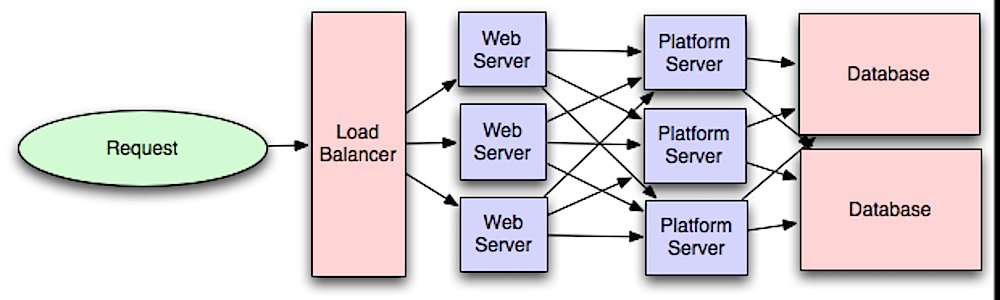 Request
Load
Balancer
Web
Server
Web
Server
Web
Server
Platform
Server
Platform
Server
Platform
Server
Database
Database